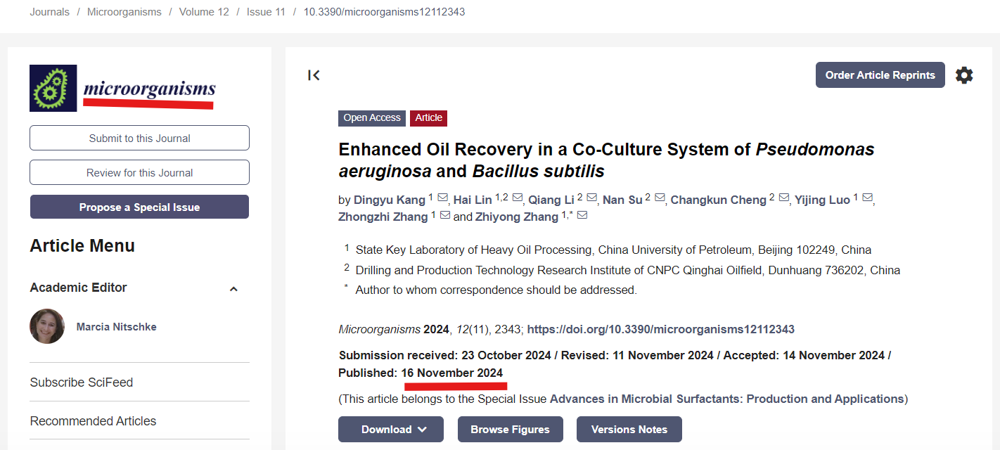 Journals / Microorganisms / Volume 12 / Issue 11 / 10.3390/microorganisms12112343
microorganisms
Submit to this Journal
Review for this Journal
Propose a Special Issue
Article Menu
Academic Editor
Marcia Nitschke
Subscribe SciFeed
Recommended Articles
Order Article Reprints
Open Access Article
Enhanced Oil Recovery in a Co-Culture System of Pseudomonas
aeruginosa and Bacillus subtilis
by Dingyu Kang 1, Hai Lin 1,2, Qiang Li 2, Nan Su 2, Changkun Cheng 2, Yijing Luo 1,
Zhongzhi Zhang 1 and Zhiyong Zhang 1,*
1 State Key Laboratory of Heavy Oil Processing, China University of Petroleum, Beijing 102249, China
2 Drilling and Production Technology Research Institute of CNPC Qinghai Oilfield, Dunhuang 736202, China
* Author to whom correspondence should be addressed.
Microorganisms 2024, 12(11), 2343; https://doi.org/10.3390/microorganisms12112343
Submission received: 23 October 2024 / Revised: 11 November 2024 / Accepted: 14 November 2024 /
Published: 16 November 2024
(This article belongs to the Special Issue Advances in Microbial Surfactants: Production and Applications)
Download
Browse Figures
Versions Notes